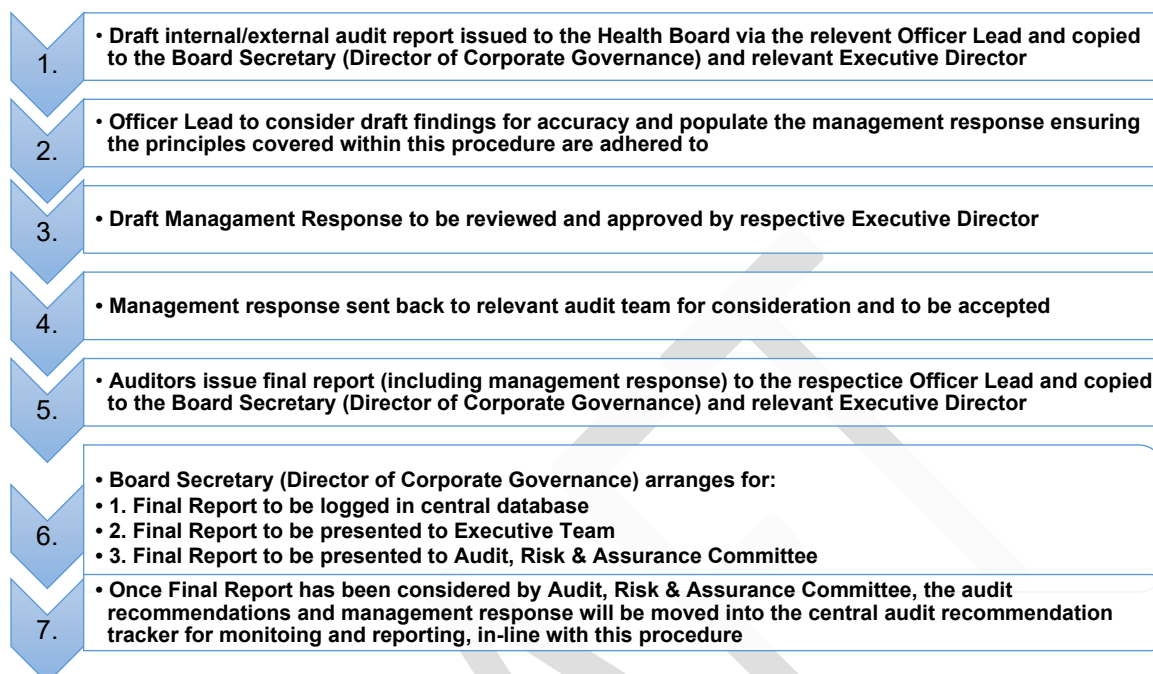 1.
• Draft internal/external audit report issued to the Health Board via the relevent Officer Lead and copied
to the Board Secretary (Director of Corporate Governance) and relevant Executive Director
2.
• Officer Lead to consider draft findings for accuracy and populate the management response ensuring
the principles covered within this procedure are adhered to
3.
• Draft Managament Response to be reviewed and approved by respective Executive Director
4.
• Management response sent back to relevant audit team for consideration and to be accepted
5.
• Auditors issue final report (including management response) to the respectice Officer Lead and copied
to the Board Secretary (Director of Corporate Governance) and relevant Executive Director
6.
• Board Secretary (Director of Corporate Governance) arranges for:
• 1. Final Report to be logged in central database
• 2. Final Report to be presented to Executive Team
• 3. Final Report to be presented to Audit, Risk & Assurance Committee
7.
• Once Final Report has been considered by Audit, Risk & Assurance Committee, the audit
recommendations and management response will be moved into the central audit recommendation
tracker for monitoing and reporting, in-line with this procedure